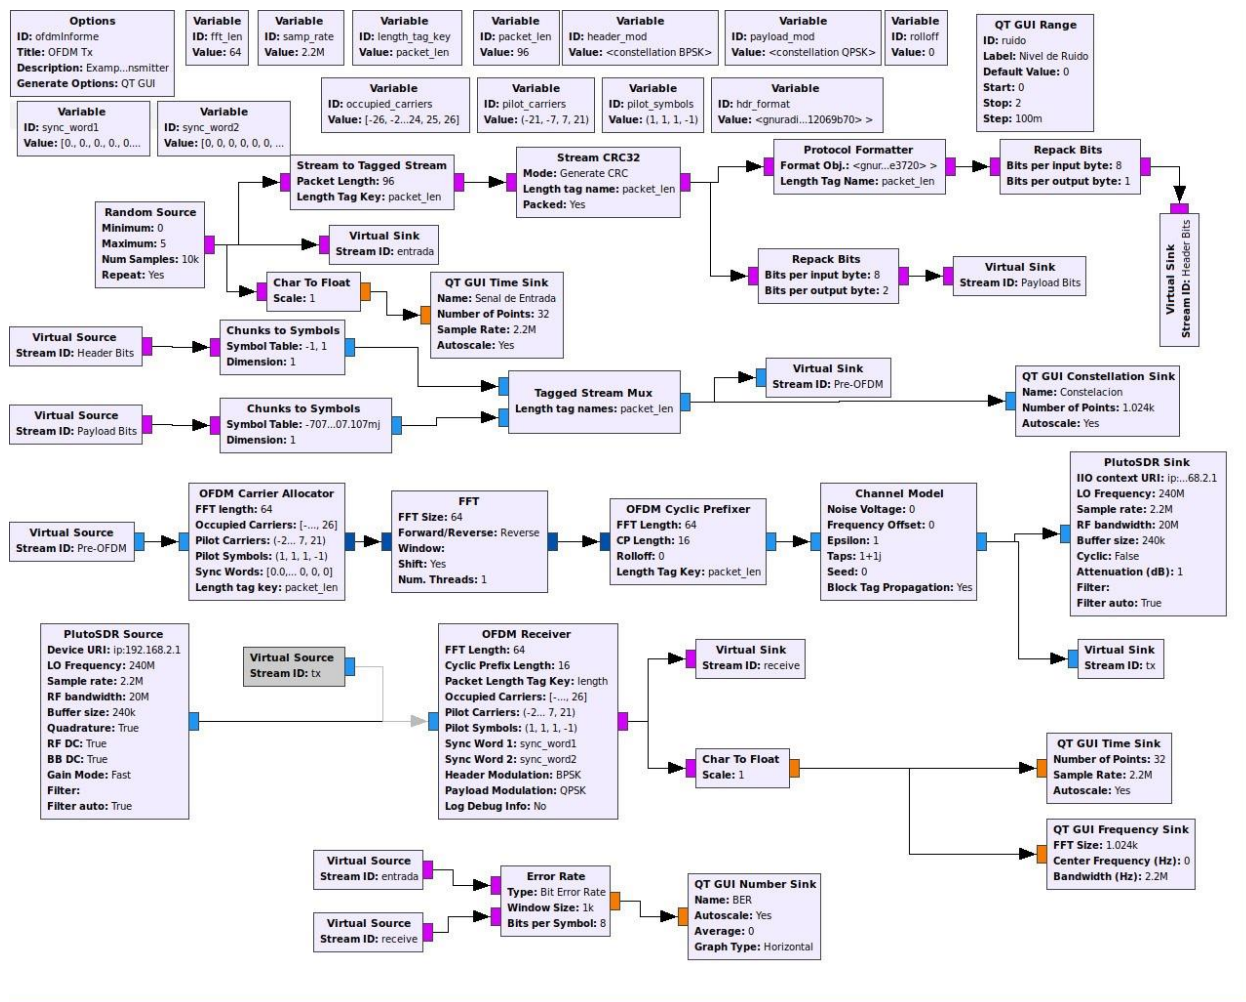 Options
ID: ofdmInforme
Title: OFDM Tx
Description: Examp...nsmitter
Generate Options: QT GUI
Variable
ID: fft_len
Value: 64
Variable
ID: samp_rate
Value: 2.2M
Variable
ID: length_tag_key
Value: packet_len
Variable
ID: packet_len
Value: 96
Variable
ID: header_mod
Value: <constellation BPSK>
Variable
ID: payload_mod
Value: <constellation QPSK>
Variable
ID: rolloff
Value: 0
QT GUI Range
ID: ruido
Label: Nivel de Ruido
Default Value: 0
Start: 0
Stop: 2
Step: 100m
Variable
ID: sync_word1
Value: [0., 0., 0., 0., 0....
Variable
ID: sync_word2
Value: [0, 0, 0, 0, 0, 0, ...
Variable
ID: occupied_carriers
Value: [-26, -2...24, 25, 26]
Variable
ID: pilot_carriers
Value: (-21, -7, 7, 21)
Variable
ID: pilot_symbols
Value: (1, 1, 1, -1)
Variable
ID: hdr_format
Value: <gnuradi...12069b70> >
Stream to Tagged Stream
Packet Length: 96
Length Tag Key: packet_len
Stream CRC32
Mode: Generate CRC
Length tag name: packet_len
Packed: Yes
Protocol Formatter
Format Obj.: <gnur...e3720> >
Length Tag Name: packet_len
Repack Bits
Bits per input byte: 8
Bits per output byte: 1
Random Source
Minimum: 0
Maximum: 5
Num Samples: 10k
Repeat: Yes
Virtual Sink
Stream ID: entrada
Virtual Sink
Stream ID: Header Bits
Char To Float
Scale: 1
QT GUI Time Sink
Name: Senal de Entrada
Number of Points: 32
Sample Rate: 2.2M
Autoscale: Yes
Repack Bits
Bits per input byte: 8
Bits per output byte: 2
Virtual Sink
Stream ID: Payload Bits
Virtual Source
Stream ID: Header Bits
Chunks to Symbols
Symbol Table: -1, 1
Dimension: 1
Virtual Source
Stream ID: Payload Bits
Chunks to Symbols
Symbol Table: -707...07.107mj
Dimension: 1
Tagged Stream Mux
Length tag names: packet_len
Virtual Sink
Stream ID: Pre-OFDM
QT GUI Constellation Sink
Name: Constelacion
Number of Points: 1.024k
Autoscale: Yes
Virtual Source
Stream ID: Pre-OFDM
OFDM Carrier Allocator
FFT length: 64
Occupied Carriers: [-..., 26]
Pilot Carriers: (-2... 7, 21)
Pilot Symbols: (1, 1, 1, -1)
Sync Words: [0.0,... 0, 0, 0]
Length tag key: packet_len
FFT
FFT Size: 64
Forward/Reverse: Reverse
Window:
Shift: Yes
Num. Threads: 1
OFDM Cyclic Prefixer
FFT Length: 64
CP Length: 16
Rolloff: 0
Length Tag Key: packet_len
Channel Model
Noise Voltage: 0
Frequency Offset: 0
Epsilon: 1
Taps: 1+1j
Seed: 0
Block Tag Propagation: Yes
PlutoSDR Sink
IIO context URI: ip:...68.2.1
LO Frequency: 240M
Sample rate: 2.2M
RF bandwidth: 20M
Buffer size: 240k
Cyclic: False
Attenuation (dB): 1
Filter:
Filter auto: True
PlutoSDR Source
Device URI: ip:192.168.2.1
LO Frequency: 240M
Sample rate: 2.2M
RF bandwidth: 20M
Buffer size: 240k
Quadrature: True
RF DC: True
BB DC: True
Gain Mode: Fast
Filter:
Filter auto: True
Virtual Source
Stream ID: tx
OFDM Receiver
FFT Length: 64
Cyclic Prefix Length: 16
Packet Length Tag Key: length
Occupied Carriers: [-..., 26]
Pilot Carriers: (-2... 7, 21)
Pilot Symbols: (1, 1, 1, -1)
Sync Word 1: sync_word1
Sync Word 2: sync_word2
Header Modulation: BPSK
Payload Modulation: QPSK
Log Debug Info: No
Virtual Sink
Stream ID: receive
Virtual Sink
Stream ID: tx
Char To Float
Scale: 1
QT GUI Time Sink
Number of Points: 32
Sample Rate: 2.2M
Autoscale: Yes
QT GUI Frequency Sink
FFT Size: 1.024k
Center Frequency (Hz): 0
Bandwidth (Hz): 2.2M
Virtual Source
Stream ID: entrada
Virtual Source
Stream ID: receive
Error Rate
Type: Bit Error Rate
Window Size: 1k
Bits per Symbol: 8
QT GUI Number Sink
Name: BER
Autoscale: Yes
Average: 0
Graph Type: Horizontal